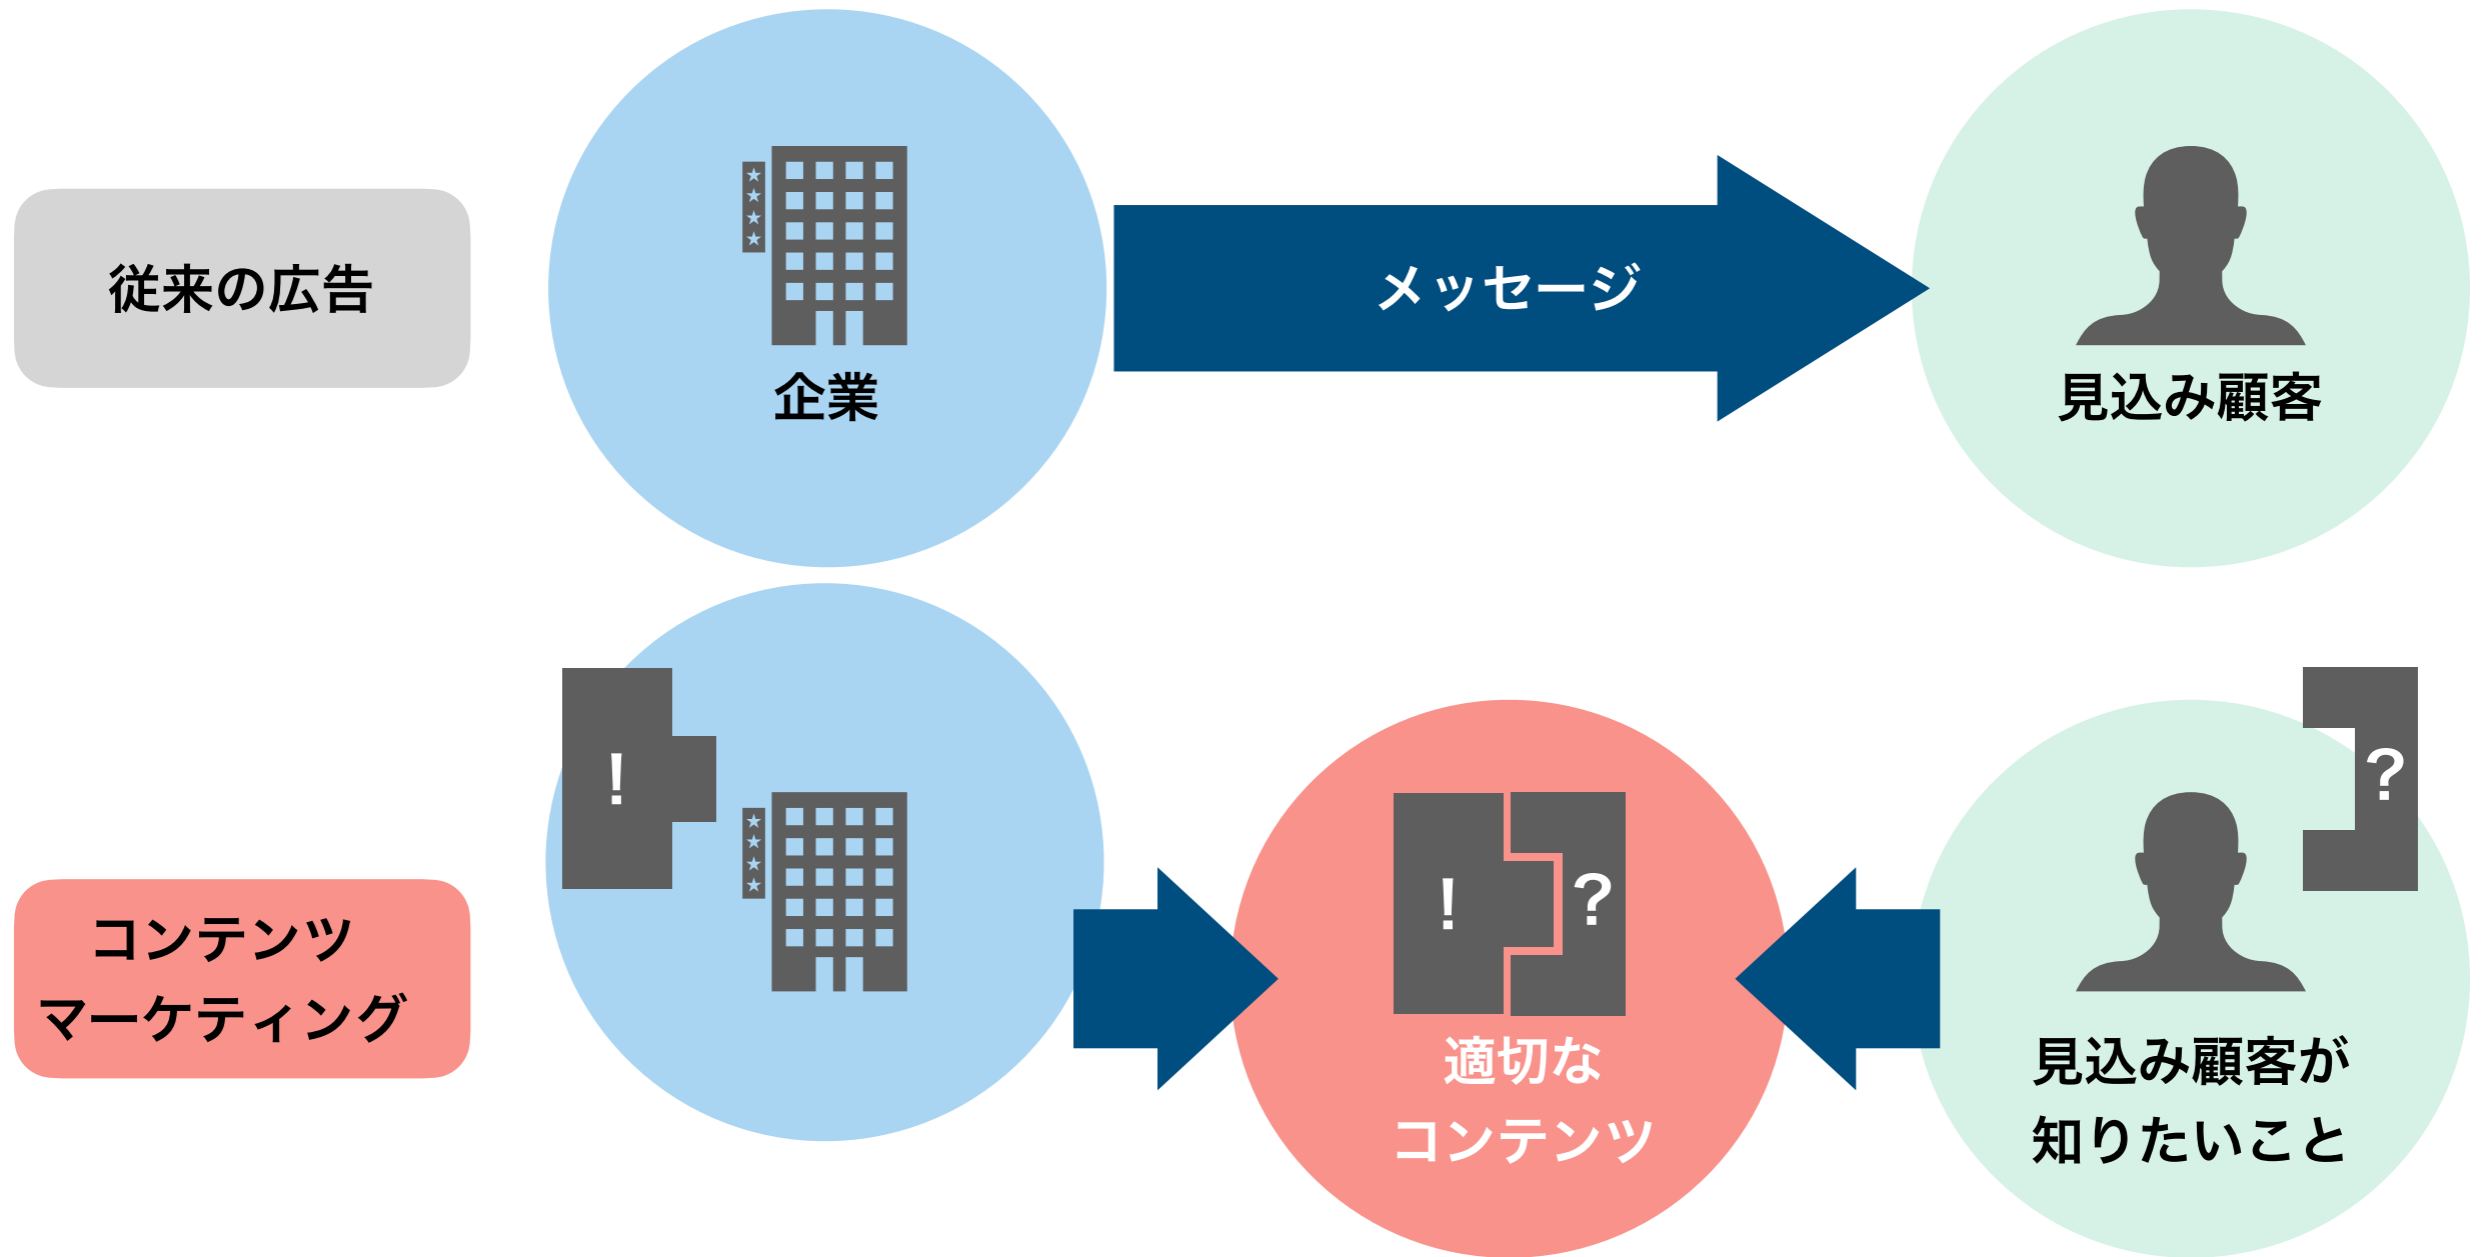 従来の広告
企業
メッセージ
見込み顧客
コンテンツ
マーケティング
!
!
?
適切な
コンテンツ
?
見込み顧客が
知りたいこと